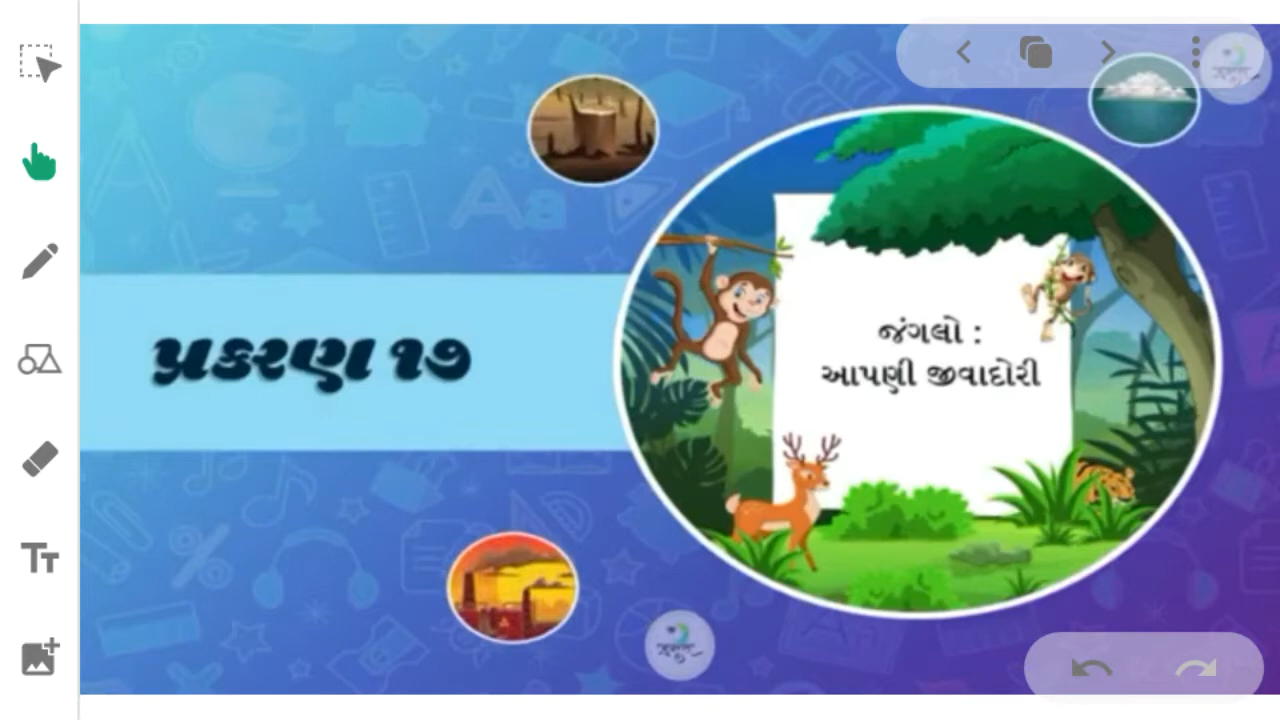 પ્રકરણ ૧૭
જંગલો :
આપણી જીવાદોરી